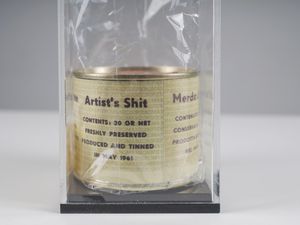 Artist's Shit
CONTENTS: 30 GR NET
FRESHLY PRESERVED
PRODUCED AND TINNED
IN MAY 1961
Merda